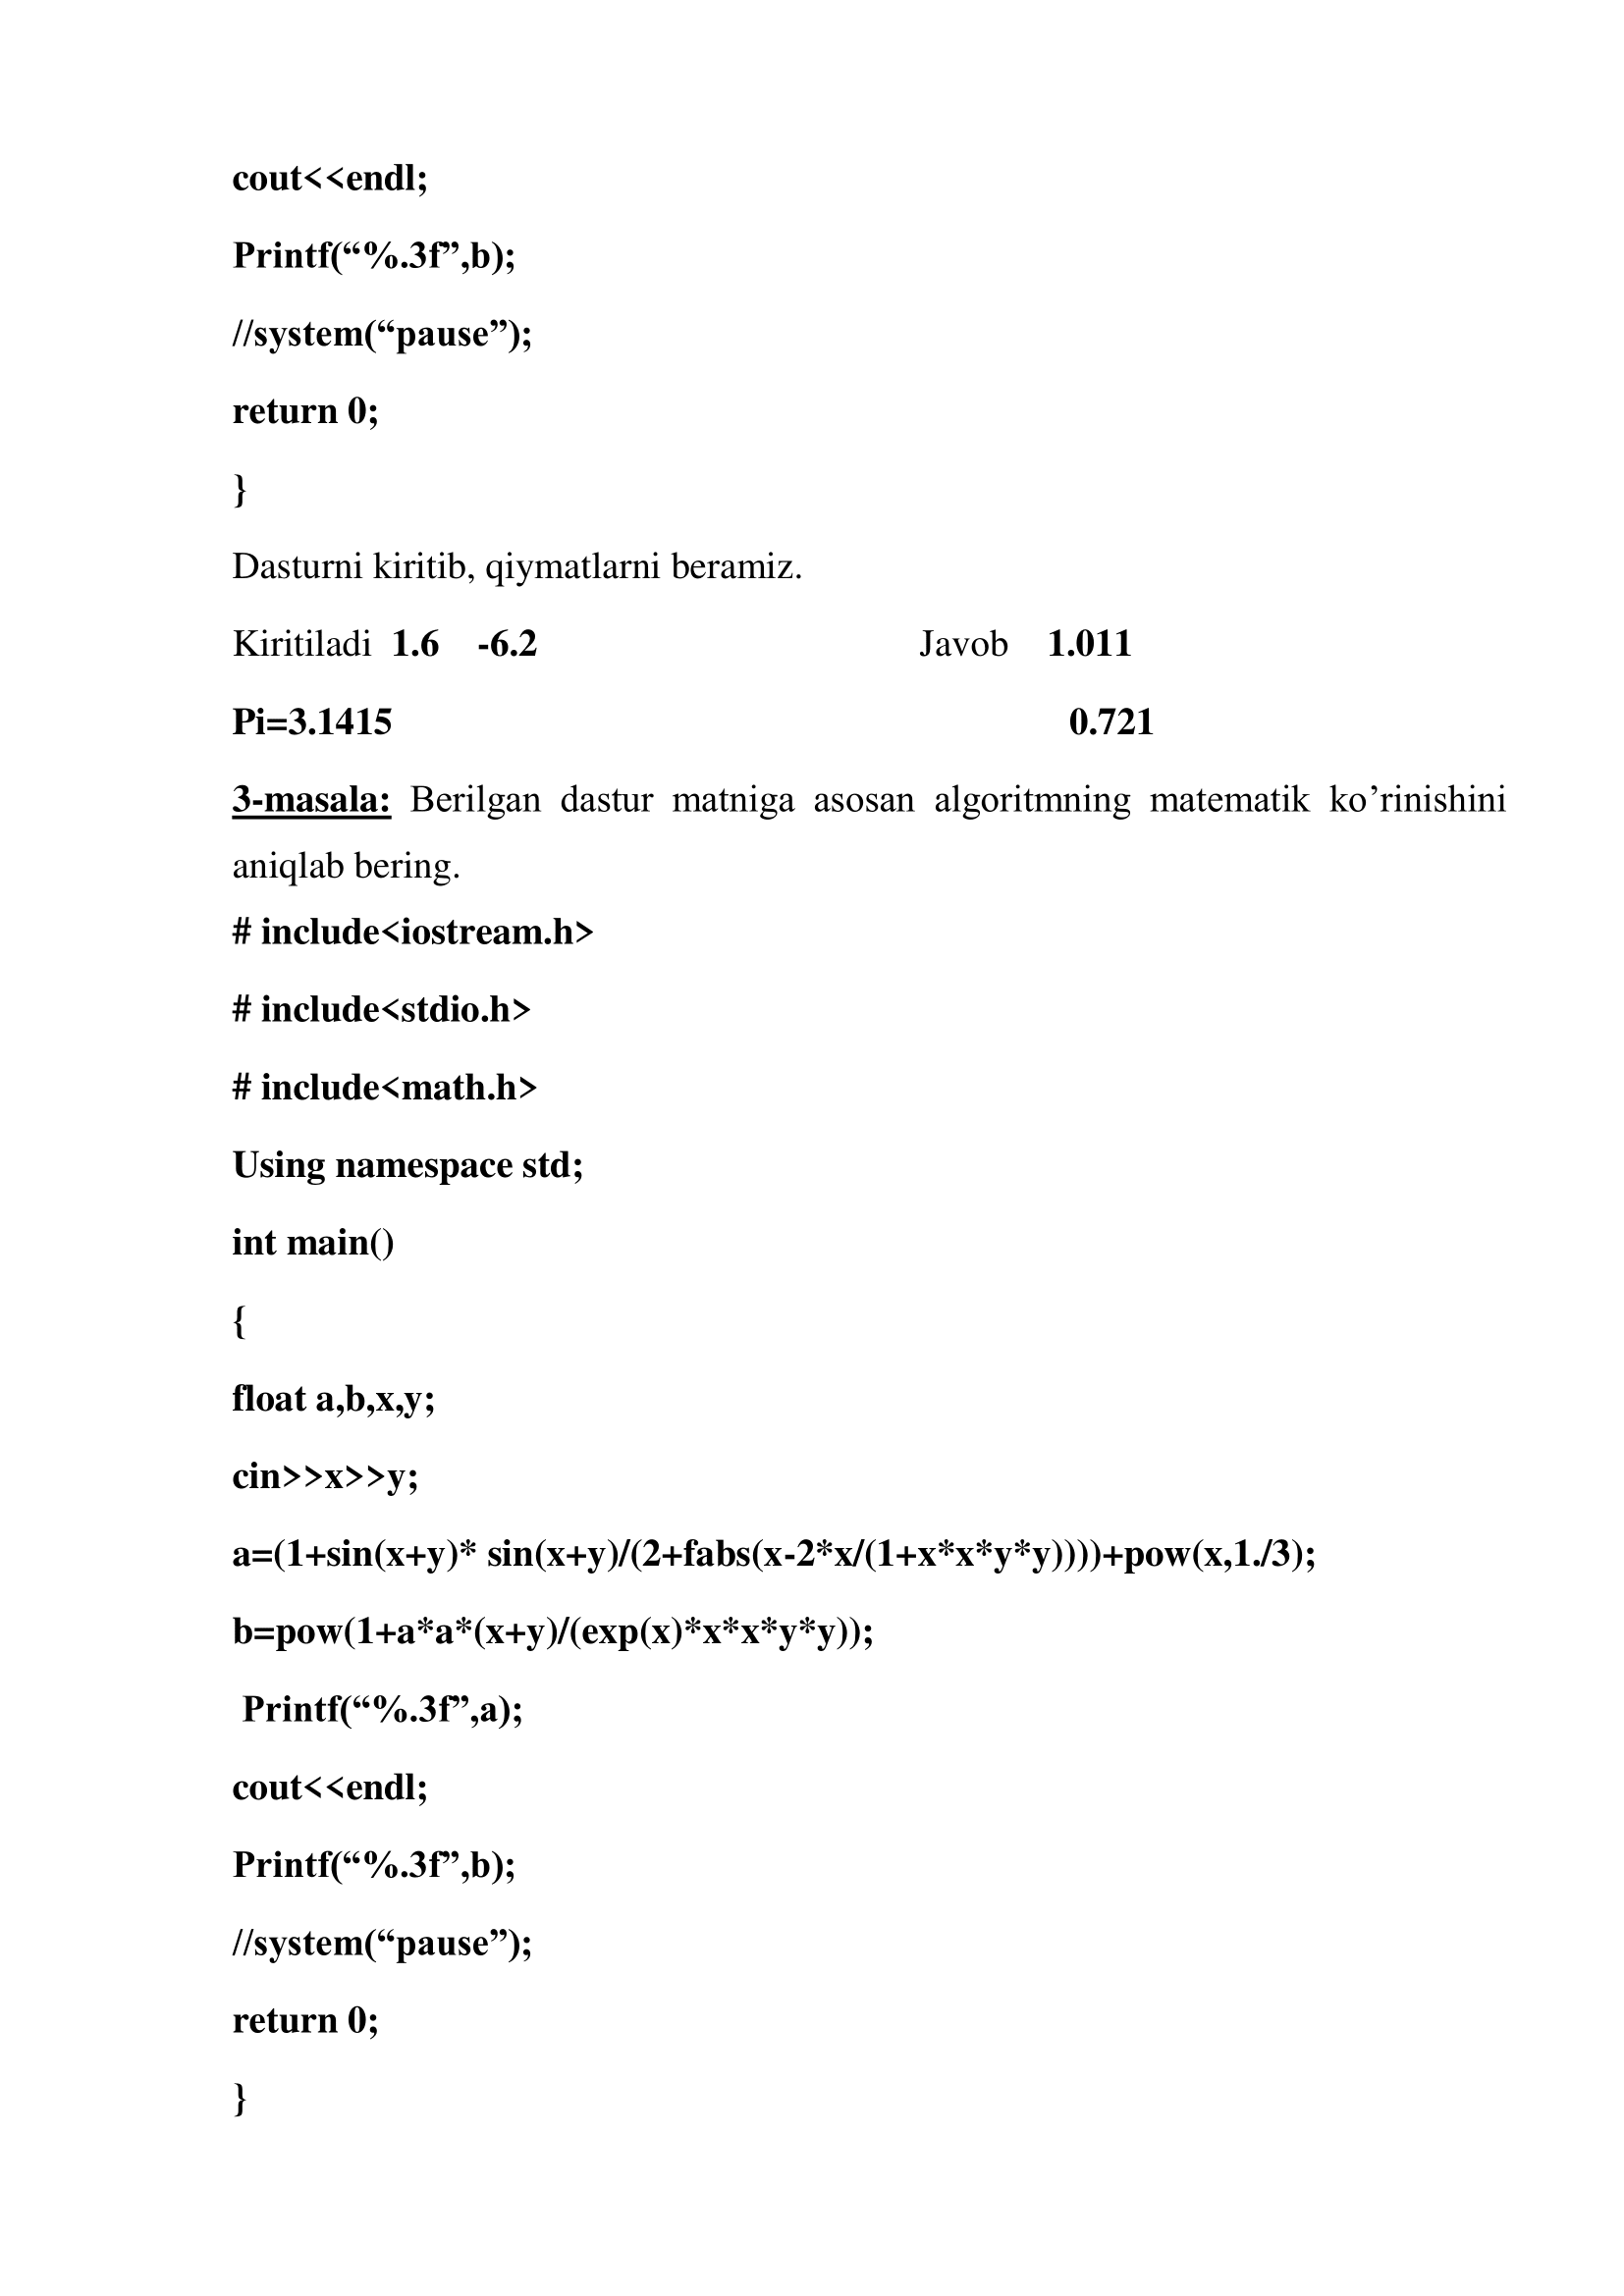 cout<<endl;
Printf(“%.3f”,b);
//system(“pause”);
return 0;
}
Dasturni kiritib, qiymatlarni beramiz.
Kiritiladi 1.6 -6.2 Javob 1.011
Pi=3.1415 0.721
3-masala: Berilgan dastur matniga asosan algoritmning matematik ko’rinishini
aniqlab bering.
# include<iostream.h>
# include<stdio.h>
# include<math.h>
Using namespace std;
int main()
{
float a,b,x,y;
cin>>x>>y;
a=(1+sin(x+y)* sin(x+y)/(2+fabs(x-2*x/(1+x*x*y*y))))+pow(x,1./3);
b=pow(1+a*a*(x+y)/(exp(x)*x*x*y*y));
Printf(“%.3f”,a);
cout<<endl;
Printf(“%.3f”,b);
//system(“pause”);
return 0;
}